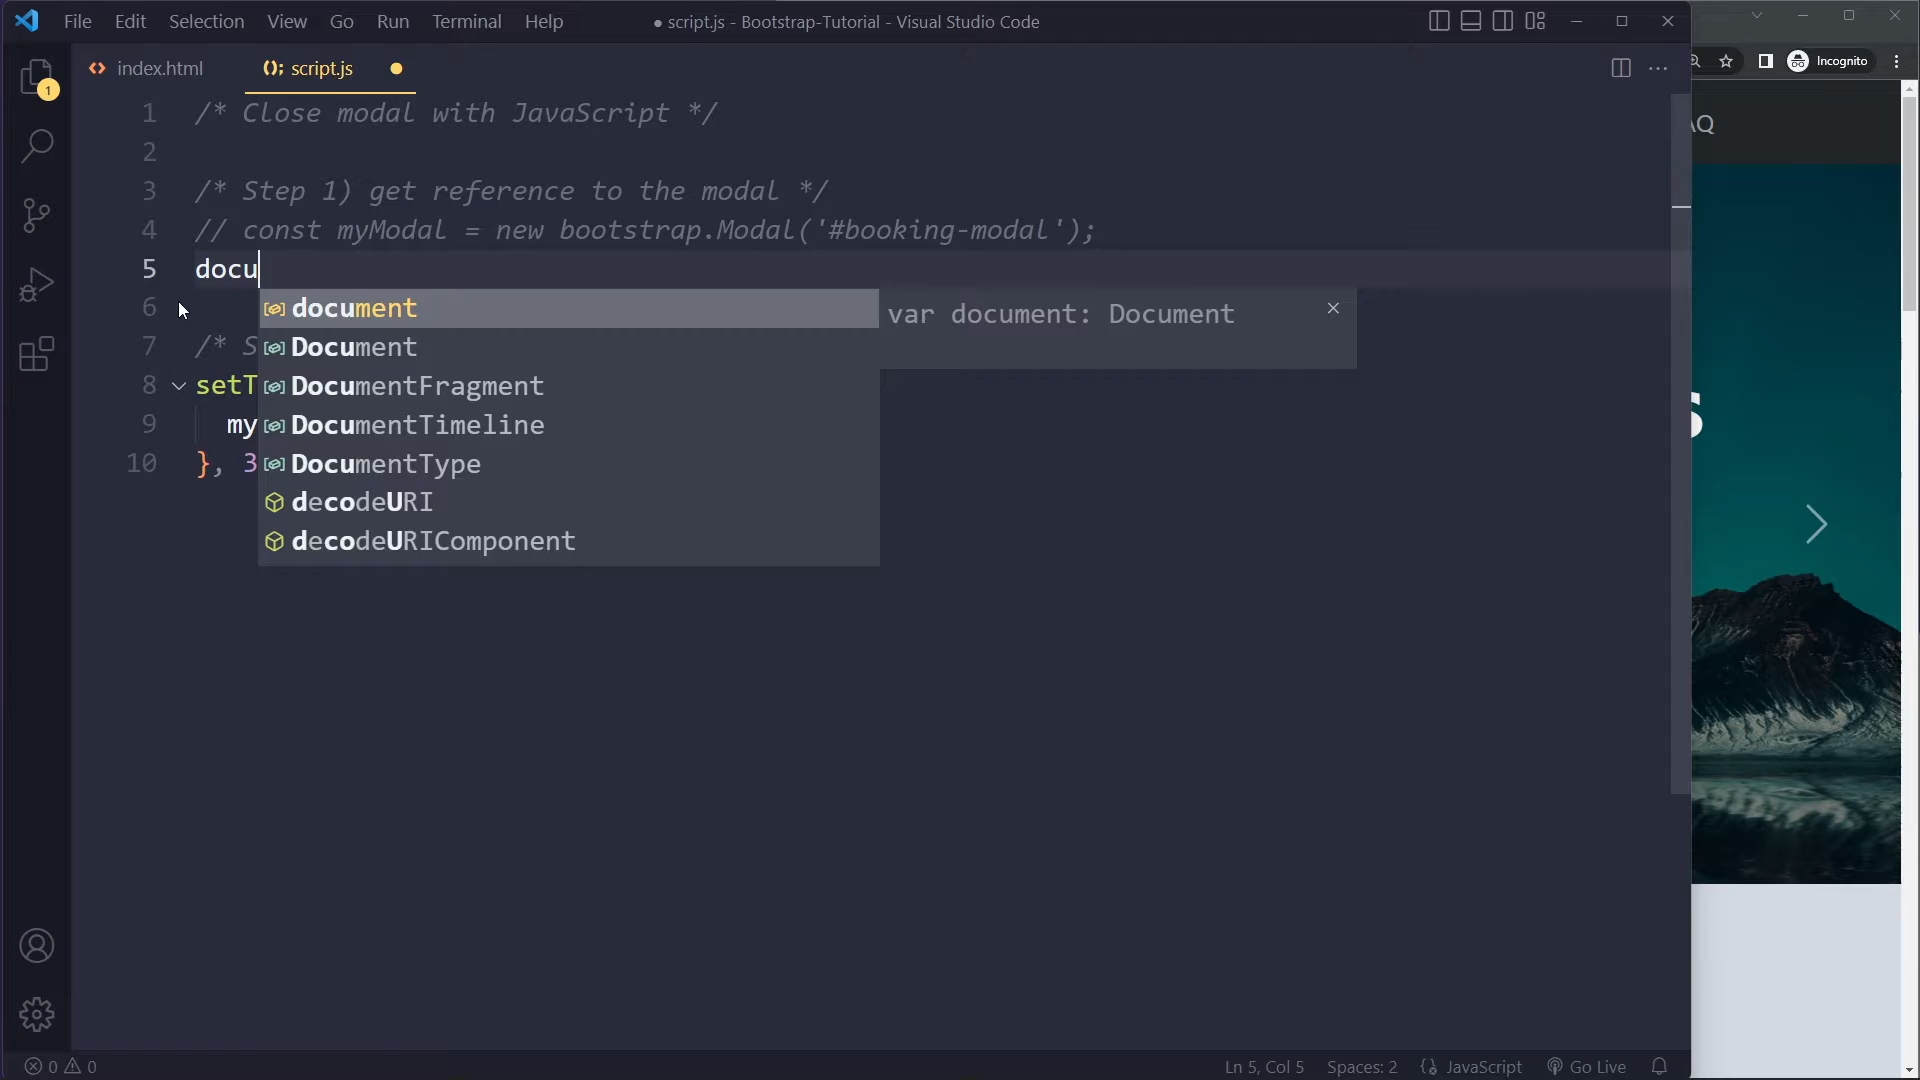 File Edit Selection View Go Run Terminal Help
● script.js - Bootstrap-Tutorial - Visual Studio Code
index.html
script.js
Incognito
1
1 /* Close modal with JavaScript */
2
3 /* Step 1) get reference to the modal */
4 // const myModal = new bootstrap.Modal('#booking-modal');
5 docu
6
document
var document: Document
7 /* S
Document
8 setT
DocumentFragment
9 my
DocumentTimeline
10 }, 3
DocumentType
decodeURI
decodeURIComponent
AQ
S
0 0
Ln 5, Col 5 Spaces: 2 JavaScript Go Live